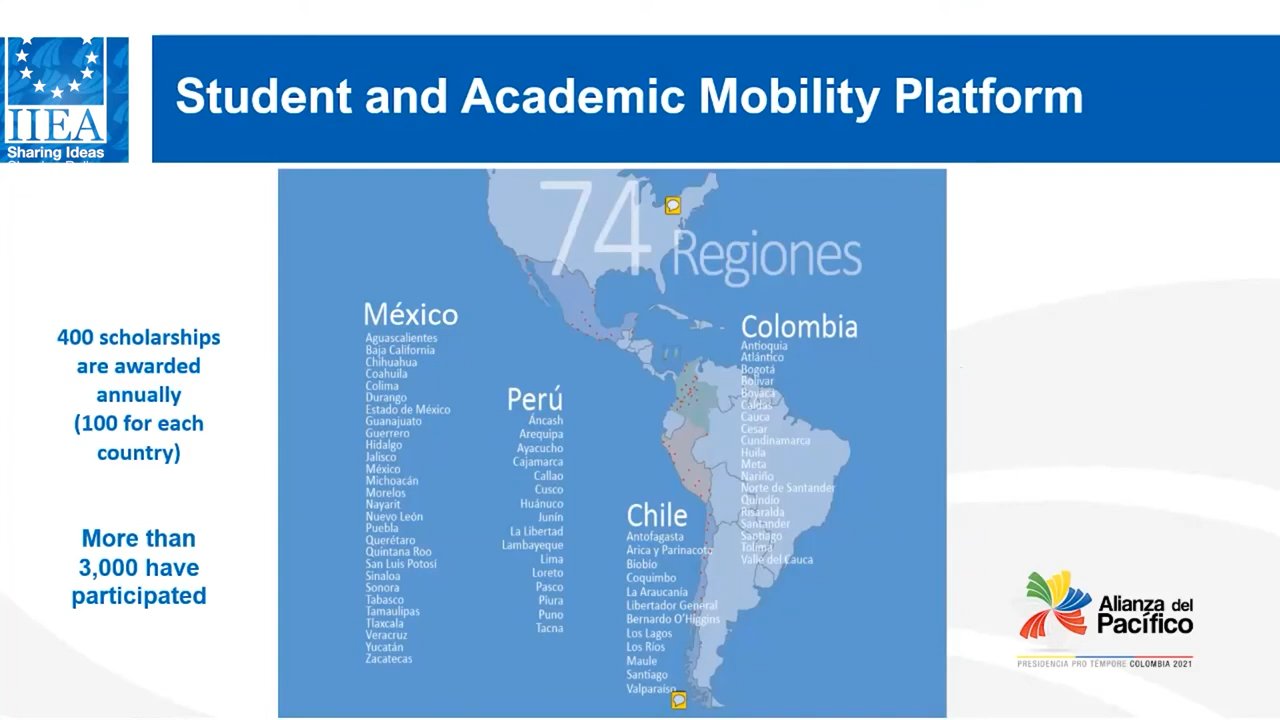 IIEA
Sharing Ideas
Student and Academic Mobility Platform
400 scholarships
are awarded
annually
(100 for each
country)
More than
3,000 have
participated
74 Regiones
México
Aguascalientes
Baja California
Chihuahua
Coahuila
Colima
Durango
Estado de México
Guanajuato
Guerrero
Hidalgo
Jalisco
México
Michoacán
Morelos
Nayarit
Nuevo León
Puebla
Querétaro
Quintana Roo
San Luis Potosí
Sinaloa
Sonora
Tabasco
Tamaulipas
Tlaxcala
Veracruz
Yucatán
Zacatecas
Perú
Áncash
Arequipa
Ayacucho
Cajamarca
Callao
Cusco
Huánuco
Junín
La Libertad
Lambayeque
Lima
Loreto
Pasco
Piura
Puno
Tacna
Chile
Antofagasta
Arica y Parinacota
Biobío
Coquimbo
La Araucanía
Libertador General
Bernardo O'Higgins
Los Lagos
Los Ríos
Maule
Santiago
Valparaíso
Colombia
Antioquia
Atlántico
Bogotá
Bolívar
Boyacá
Caldas
Cauca
Cesar
Cundinamarca
Huila
Meta
Nariño
Norte de Santander
Quindío
Risaralda
Santander
Santiago
Tolima
Valle del Cauca
Alianza del
Pacífico
PRESIDENCIA PRO TÉMPORE COLOMBIA 2021